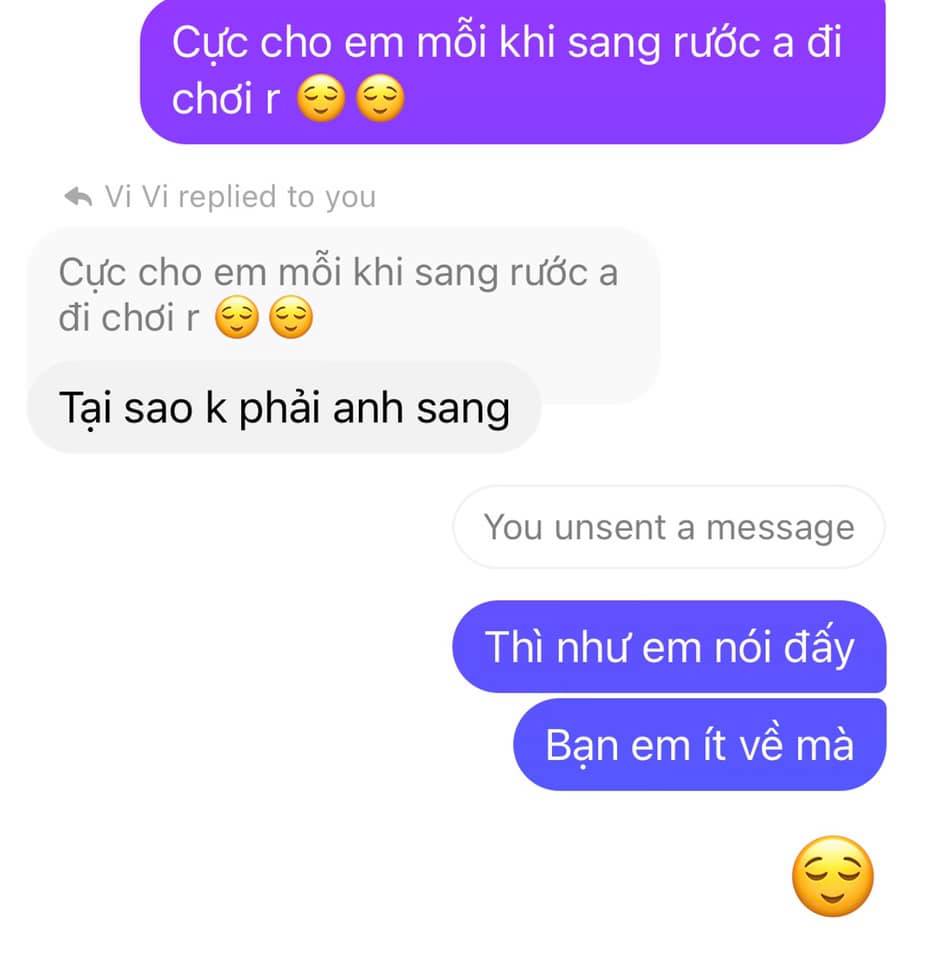 Cực cho em mỗi khi sang rước a đi
chơi r 😌 😌
Vi Vi replied to you
Cực cho em mỗi khi sang rước a
đi chơi r 😌 😌
Tại sao k phải anh sang
You unsent a message
Thì như em nói đấy
Bạn em ít về mà
😌